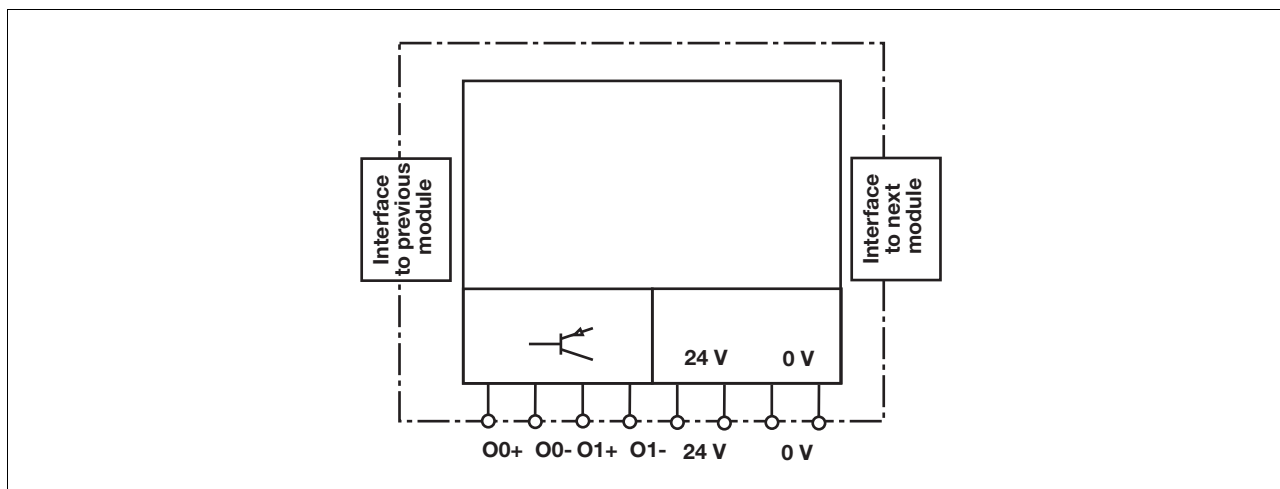 Interface
to previous
module
Interface
to next
module
24 V 0 V
O0+ O0- O1+ O1- 24 V 0 V